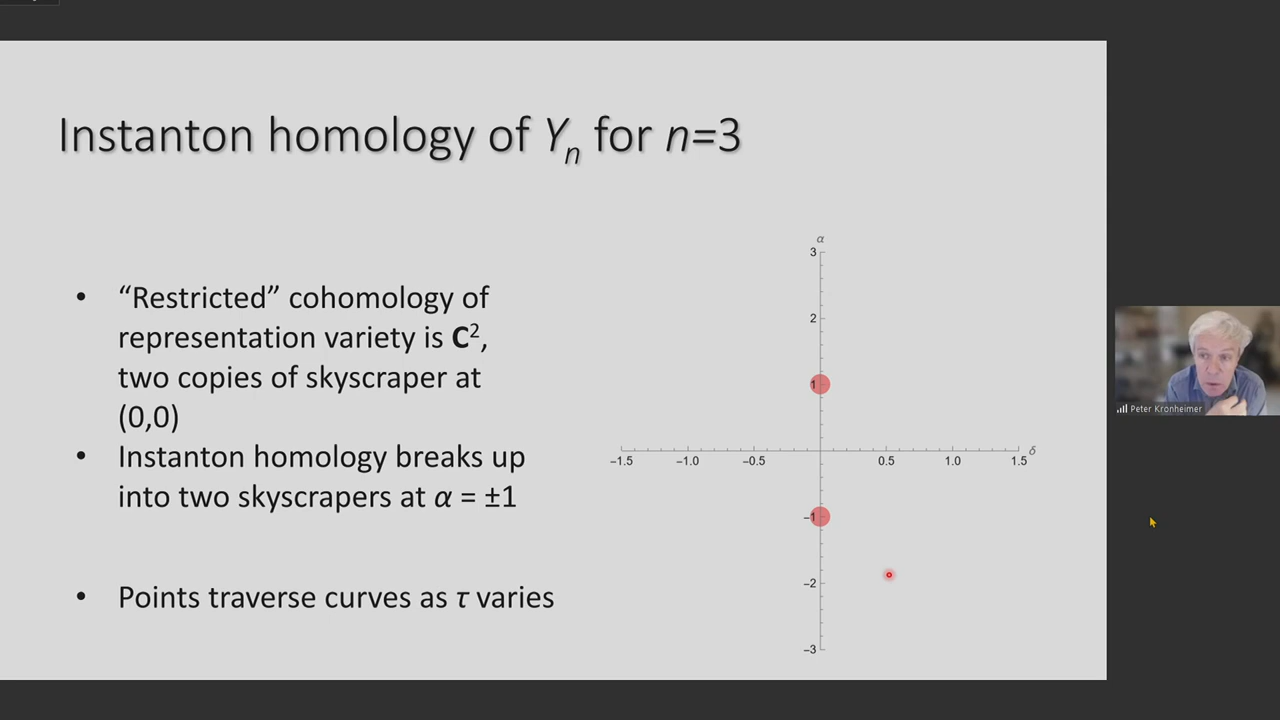 Instanton homology of Yn for n=3
• “Restricted” cohomology of
representation variety is C²,
two copies of skyscraper at
(0,0)
• Instanton homology breaks up
into two skyscrapers at α = ±1
• Points traverse curves as τ varies
α
3
2
1
−1.5 −1.0 −0.5 0.5 1.0 1.5 δ
−1
−2
−3
Peter Kronheimer